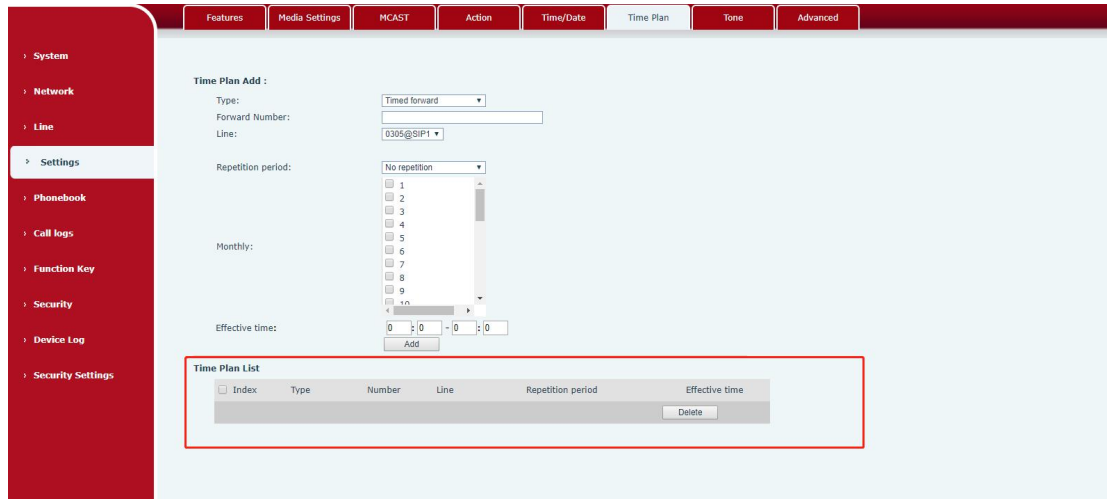 Features Media Settings MCAST Action Time/Date Time Plan Tone Advanced
› System
› Network
› Line
› Settings
› Phonebook
› Call logs
› Function Key
› Security
› Device Log
› Security Settings
Time Plan Add :
Type: Timed forward
Forward Number:
Line: 0305@SIP1
Repetition period: No repetition
Monthly:
1
2
3
4
5
6
7
8
9
10
Effective time: 0 : 0 - 0 : 0
Add
Time Plan List
Index Type Number Line Repetition period Effective time
Delete